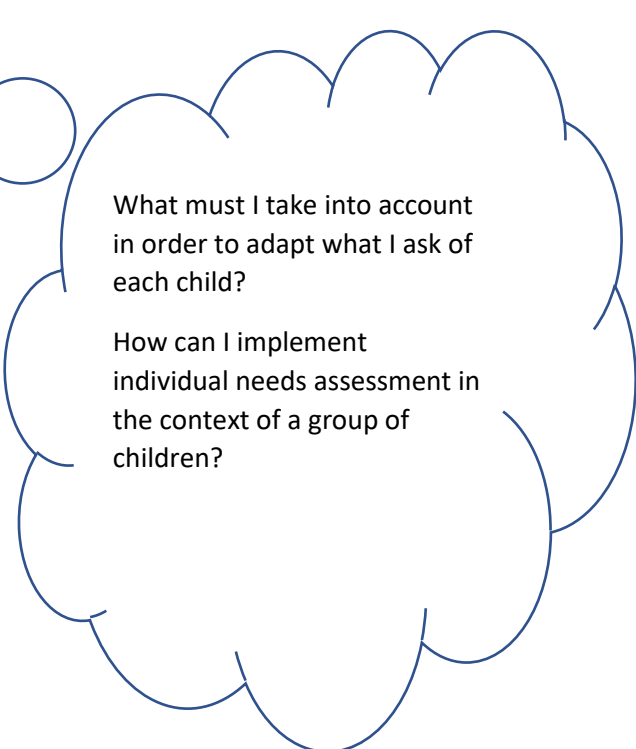 What must I take into account
in order to adapt what I ask of
each child?
How can I implement
individual needs assessment in
the context of a group of
children?